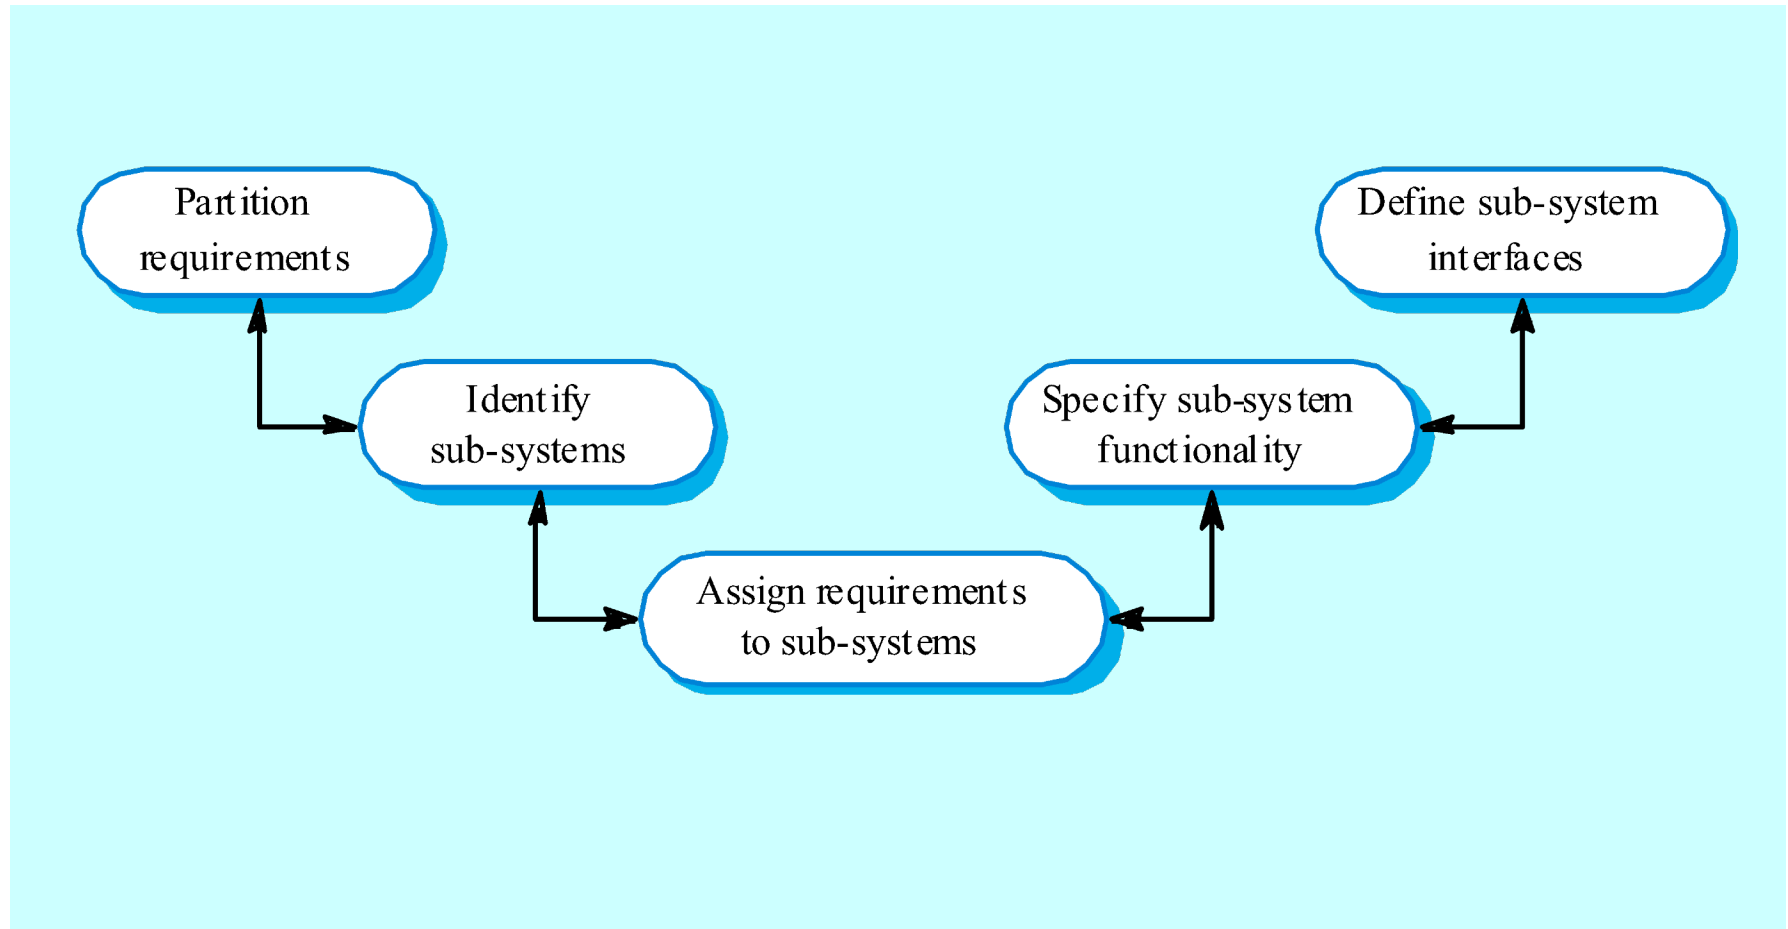 Partition
requirements
Define sub-system
interfaces
Identify
sub-systems
Specify sub-system
functionality
Assign requirements
to sub-systems